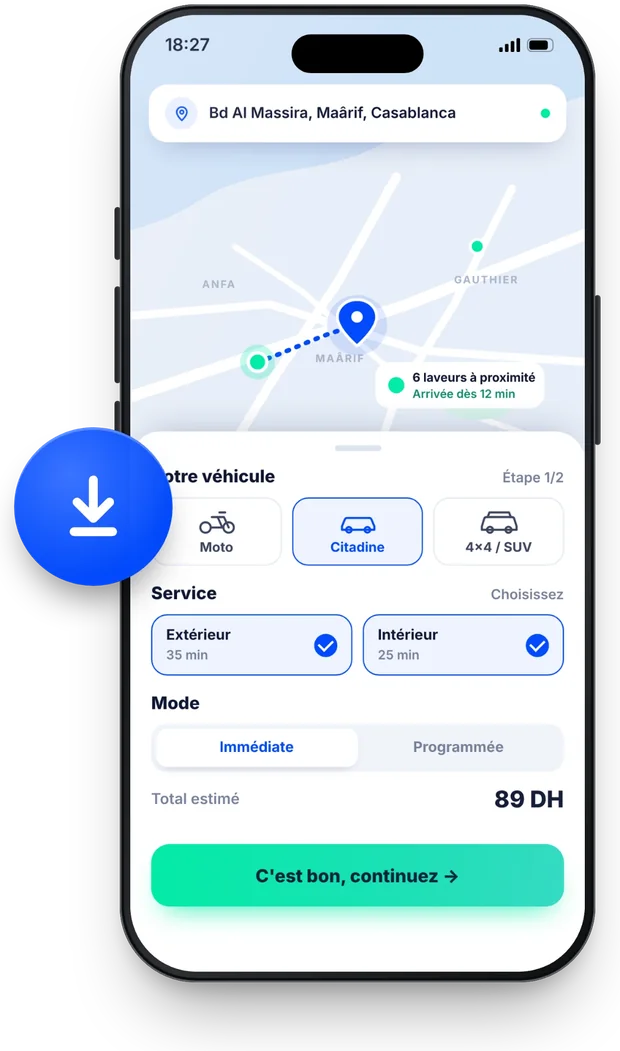 18:27
Bd Al Massira, Maârif, Casablanca
ANFA
GAUTHIER
MAÂRIF
6 laveurs à proximité
Arrivée dès 12 min
otre véhicule
Étape 1/2
Moto
Citadine
4×4 / SUV
Service
Choisissez
Extérieur
35 min
Intérieur
25 min
Mode
Immédiate
Programmée
Total estimé
89 DH
C'est bon, continuez →